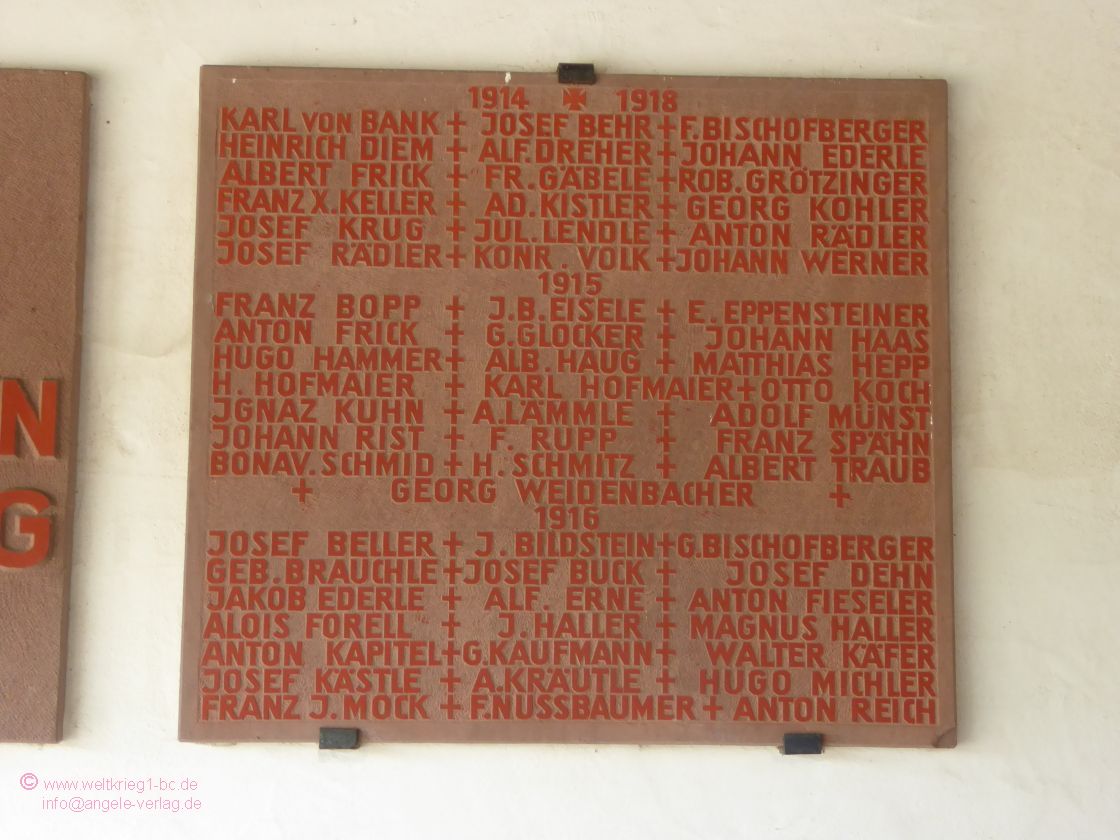 1914 ✠ 1918
KARL VON BANK + JOSEF BEHR + F. BISCHOFBERGER
HEINRICH DIEM + ALF. DREHER + JOHANN EDERLE
ALBERT FRICK + FR. GÄBELE + ROB. GRÖTZINGER
FRANZ X. KELLER + AD. KISTLER + GEORG KOHLER
JOSEF KRUG + JUL. LENDLE + ANTON RÄDLER
JOSEF RÄDLER + KONR. VOLK + JOHANN WERNER
1915
FRANZ BOPP + J.B. EISELE + E. EPPENSTEINER
ANTON FRICK + G. GLOCKER + JOHANN HAAS
HUGO HAMMER + ALB. HAUG + MATTHIAS HEPP
H. HOFMAIER + KARL HOFMAIER + OTTO KOCH
JGNAZ KUHN + A. LÄMMLE + ADOLF MÜNST
JOHANN RIST + F. RUPP + FRANZ SPÄHN
BONAV. SCHMID + H. SCHMITZ + ALBERT TRAUB
+ GEORG WEIDENBACHER +
1916
JOSEF BELLER + J. BILDSTEIN + G. BISCHOFBERGER
GEB. BRAUCHLE + JOSEF BUCK + JOSEF DEHN
JAKOB EDERLE + ALF. ERNE + ANTON FIESELER
ALOIS FORELL + J. HALLER + MAGNUS HALLER
ANTON KAPITEL + G. KAUFMANN + WALTER KÄFER
JOSEF KÄSTLE + A. KRÄUTLE + HUGO MICHLER
FRANZ J. MOCK + F. NUSSBAUMER + ANTON REICH
N
G
© www.weltkrieg1-bc.de
info@angele-verlag.de